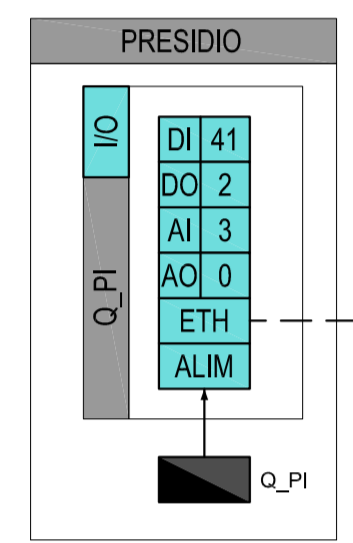 PRESIDIO
I/O
Q_PI
DI 41
DO 2
AI 3
AO 0
ETH
ALIM
Q_PI